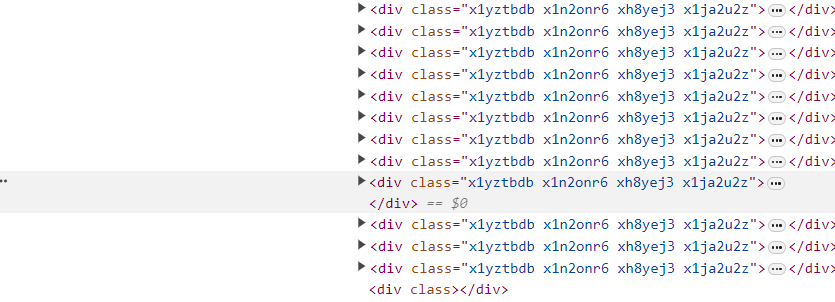 <div class="x1yztbdb x1n2onr6 xh8yej3 x1ja2u2z">…</div>
<div class="x1yztbdb x1n2onr6 xh8yej3 x1ja2u2z">…</div>
<div class="x1yztbdb x1n2onr6 xh8yej3 x1ja2u2z">…</div>
<div class="x1yztbdb x1n2onr6 xh8yej3 x1ja2u2z">…</div>
<div class="x1yztbdb x1n2onr6 xh8yej3 x1ja2u2z">…</div>
<div class="x1yztbdb x1n2onr6 xh8yej3 x1ja2u2z">…</div>
<div class="x1yztbdb x1n2onr6 xh8yej3 x1ja2u2z">…</div>
<div class="x1yztbdb x1n2onr6 xh8yej3 x1ja2u2z">…</div>
<div class="x1yztbdb x1n2onr6 xh8yej3 x1ja2u2z">…
</div> == $0
<div class="x1yztbdb x1n2onr6 xh8yej3 x1ja2u2z">…</div>
<div class="x1yztbdb x1n2onr6 xh8yej3 x1ja2u2z">…</div>
<div class="x1yztbdb x1n2onr6 xh8yej3 x1ja2u2z">…</div>
<div class></div>